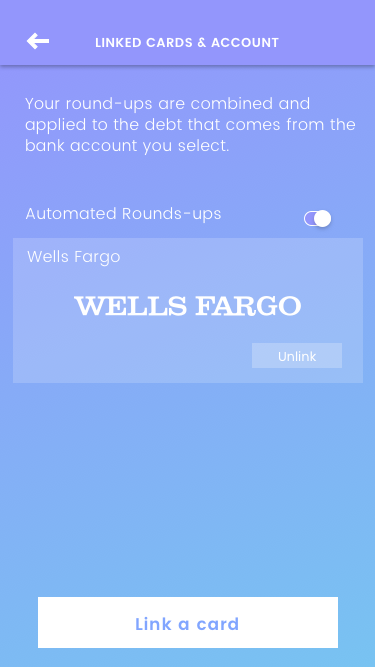 LINKED CARDS & ACCOUNT
Your round-ups are combined and
applied to the debt that comes from the
bank account you select.
Automated Rounds-ups
Wells Fargo
WELLS FARGO
Unlink
Link a card